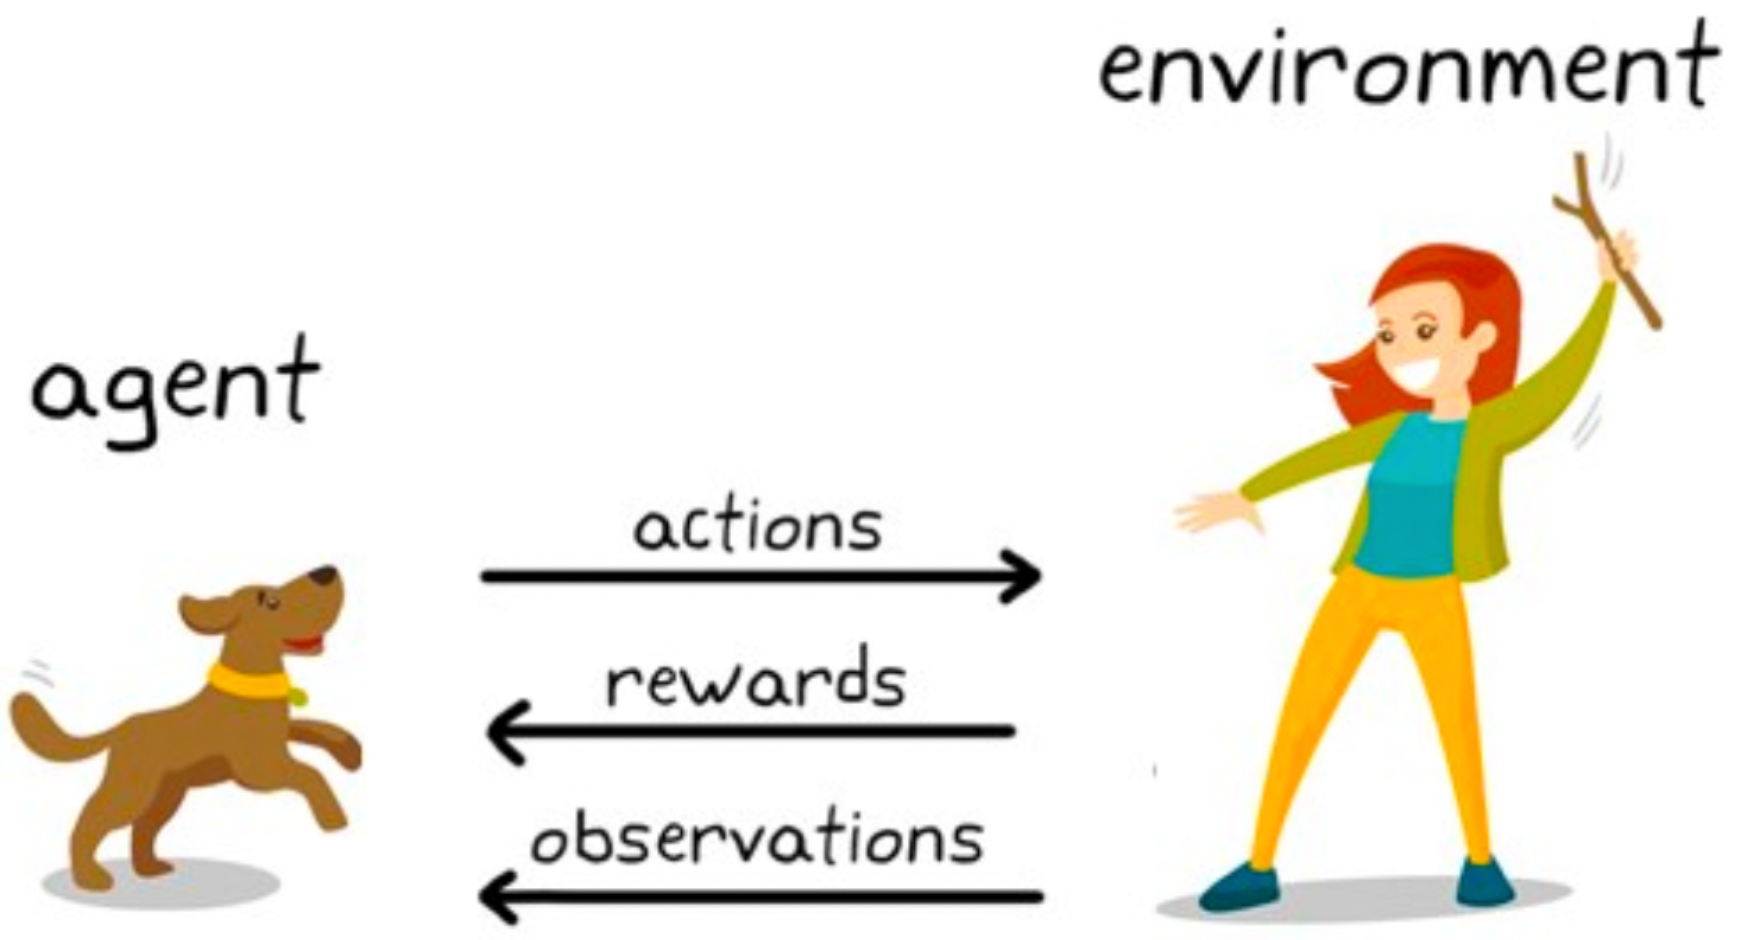 environment
agent
actions
rewards
observations